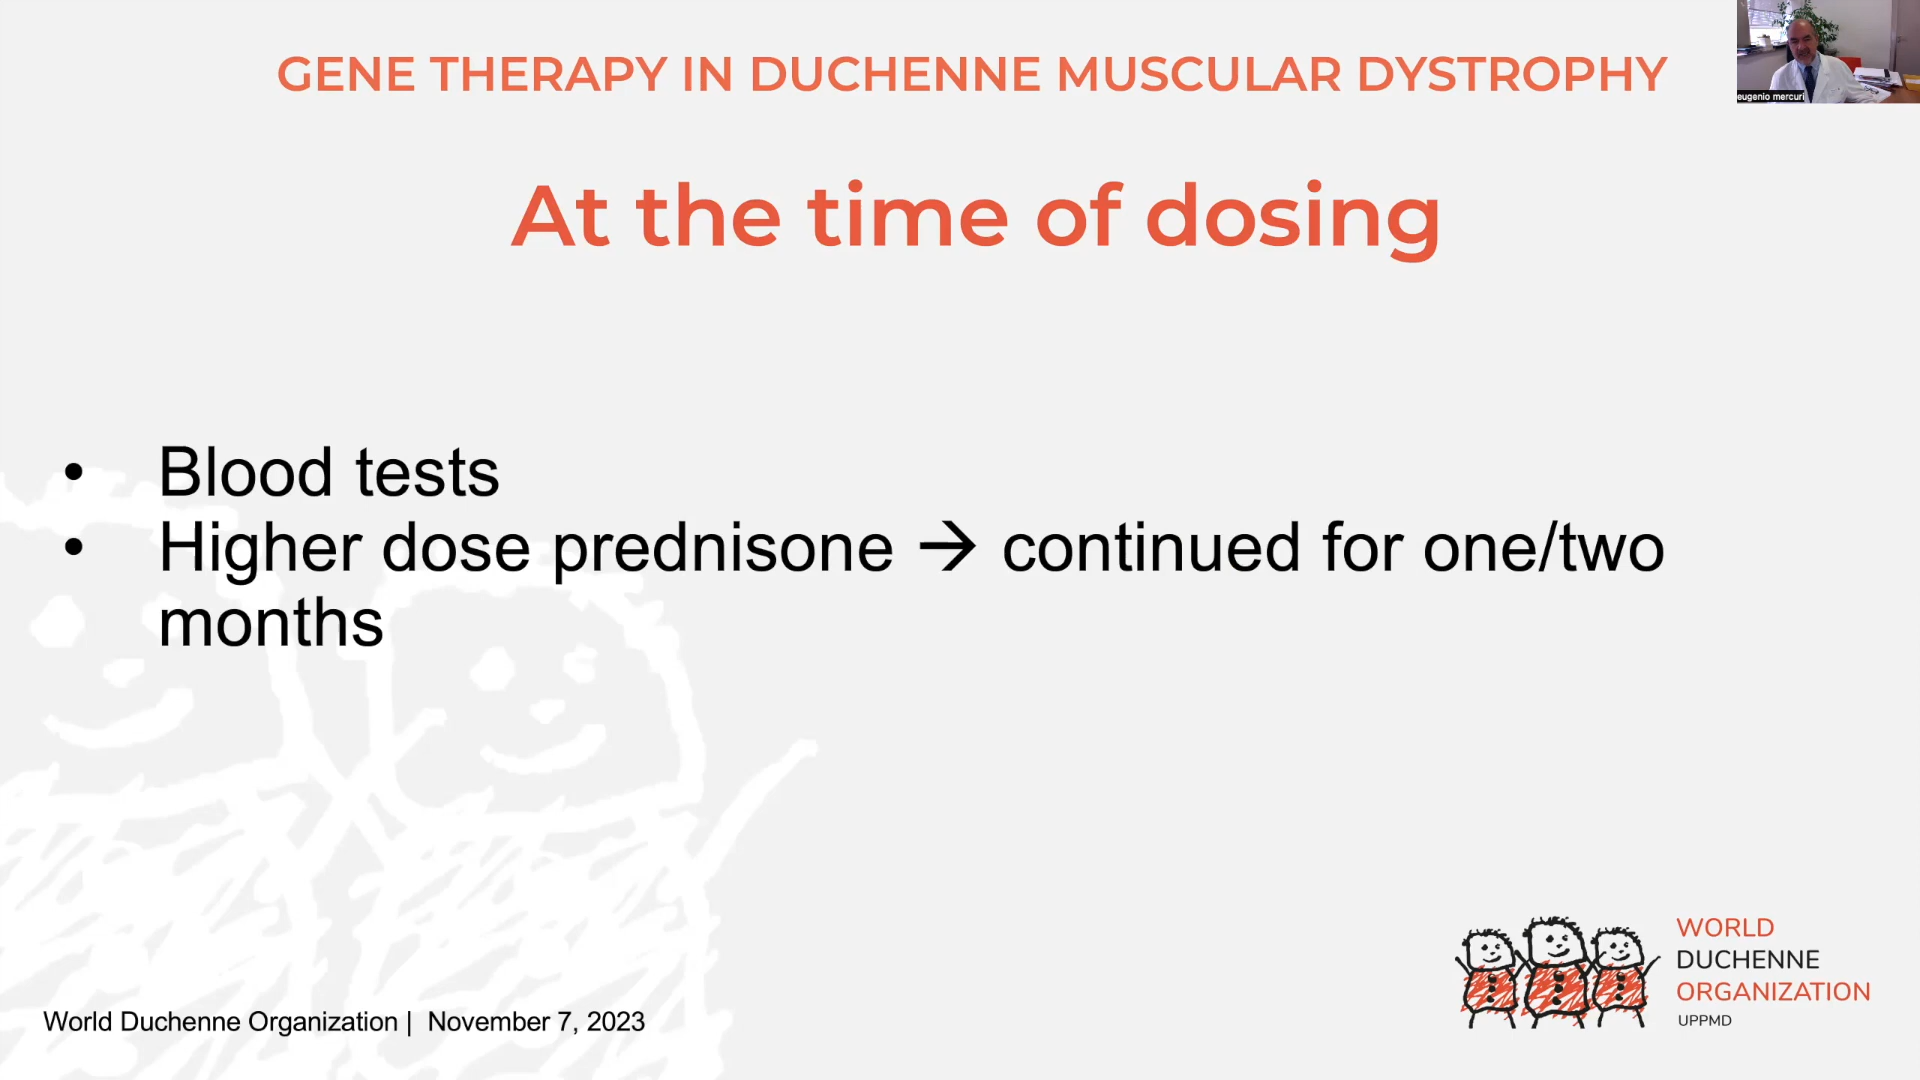 GENE THERAPY IN DUCHENNE MUSCULAR DYSTROPHY
eugenio mercuri
At the time of dosing
• Blood tests
• Higher dose prednisone → continued for one/two
months
WORLD
DUCHENNE
ORGANIZATION
UPPMD
World Duchenne Organization | November 7, 2023